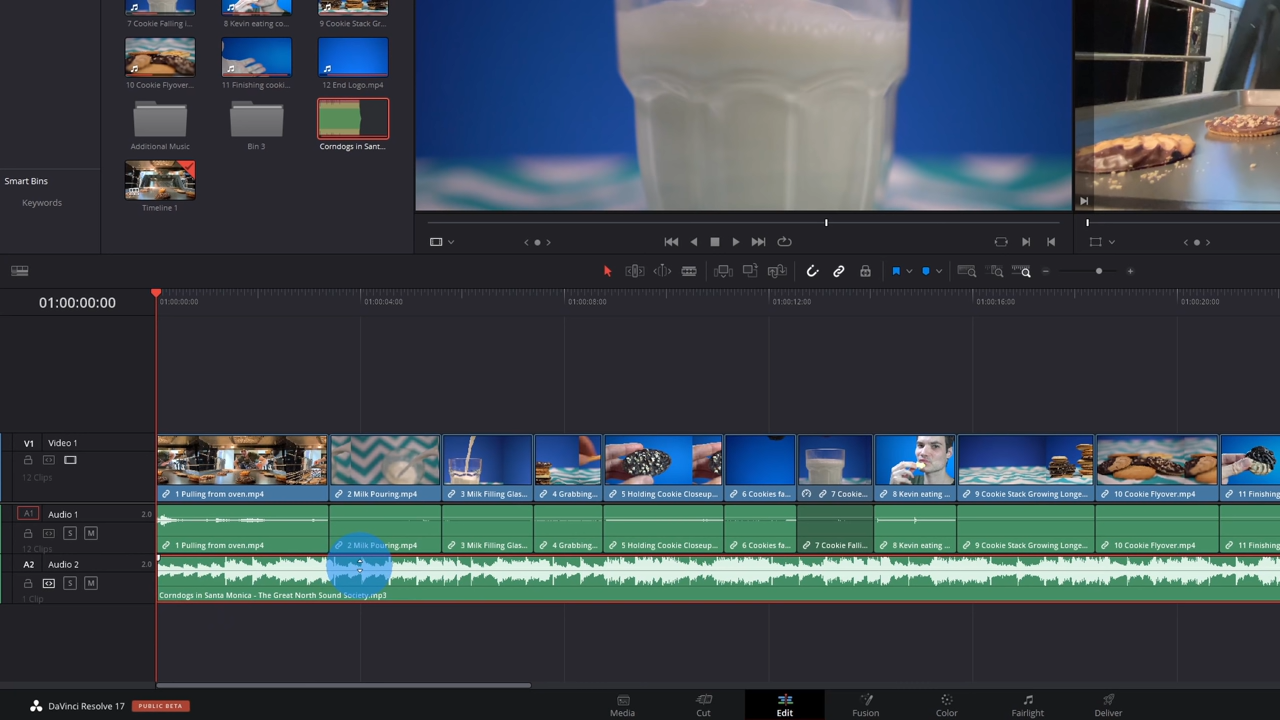 7 Cookie Falling i...
8 Kevin eating co...
9 Cookie Stack Gr...
10 Cookie Flyover...
11 Finishing cooki...
12 End Logo.mp4
Additional Music
Bin 3
Corndogs in Sant...
Smart Bins
Keywords
Timeline 1
01:00:00:00
01:00:00:00
01:00:04:00
01:00:08:00
01:00:12:00
01:00:16:00
01:00:20:00
V1 Video 1
12 Clips
1 Pulling from oven.mp4
2 Milk Pouring.mp4
3 Milk Filling Glas...
4 Grabbing...
5 Holding Cookie Closeup...
6 Cookies fa...
7 Cookie...
8 Kevin eating ...
9 Cookie Stack Growing Longe...
10 Cookie Flyover.mp4
11 Finishing
A1 Audio 1 2.0
S M
12 Clips
1 Pulling from oven.mp4
2 Milk Pouring.mp4
3 Milk Filling Glas...
4 Grabbing...
5 Holding Cookie Closeup...
6 Cookies fa...
7 Cookie Falli...
8 Kevin eating ...
9 Cookie Stack Growing Longe...
10 Cookie Flyover.mp4
11 Finishing
A2 Audio 2 2.0
S M
1 Clip
Corndogs in Santa Monica - The Great North Sound Society.mp3
DaVinci Resolve 17
PUBLIC BETA
Media
Cut
Edit
Fusion
Color
Fairlight
Deliver